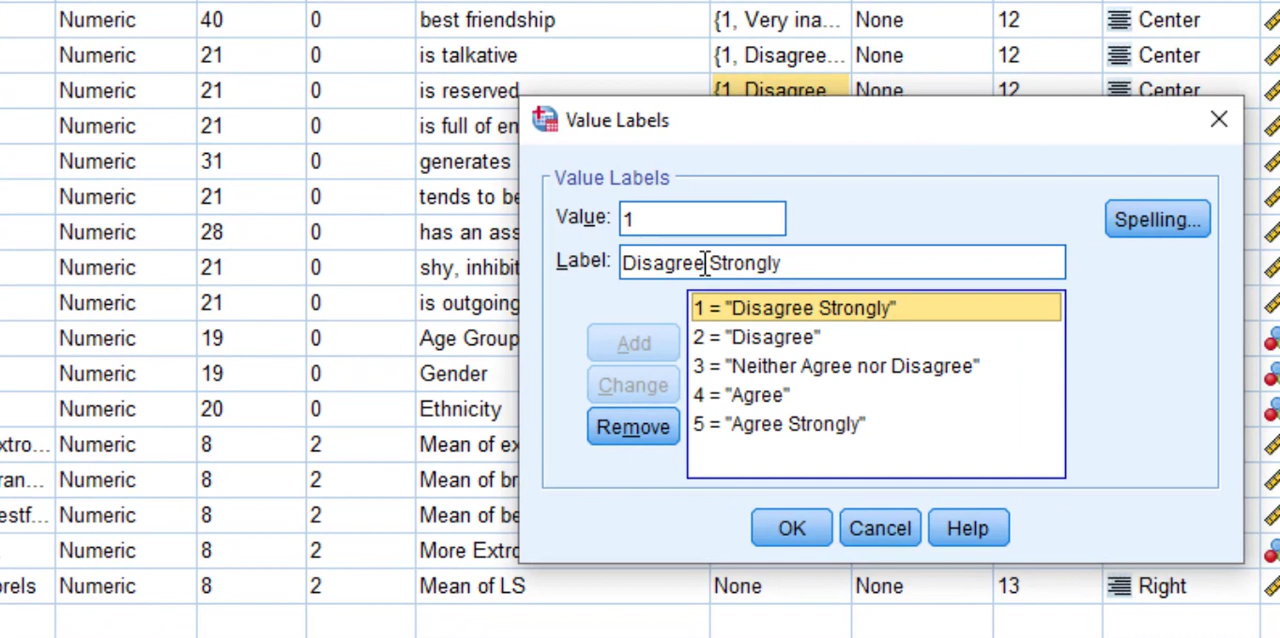 Numeric 40 0 best friendship {1, Very ina... None 12 Center
Numeric 21 0 is talkative {1, Disagree... None 12 Center
Numeric 21 0 is reserved {1, Disagree None 12 Center
Numeric 21 0 is full of en
Value Labels
Numeric 31 0 generates
Value Labels
Numeric 21 0 tends to be
Value: 1
Spelling...
Numeric 28 0 has an ass
Label: Disagree Strongly
Numeric 21 0 shy, inhibit
Numeric 21 0 is outgoing
1 = "Disagree Strongly"
2 = "Disagree"
3 = "Neither Agree nor Disagree"
4 = "Agree"
5 = "Agree Strongly"
Add
Change
Remove
Numeric 19 0 Age Group
Numeric 19 0 Gender
Numeric 20 0 Ethnicity
xtro... Numeric 8 2 Mean of ex
ran... Numeric 8 2 Mean of br
estf... Numeric 8 2 Mean of be
OK Cancel Help
Numeric 8 2 More Extro
orels Numeric 8 2 Mean of LS None None 13 Right